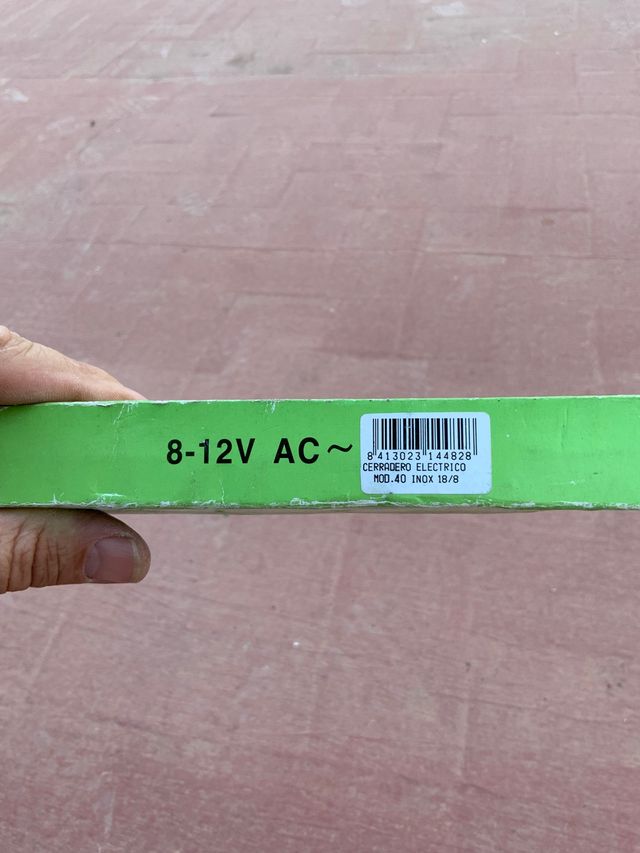 8-12V AC~
8 413023 144828
CERRADERO ELECTRICO
MOD.40 INOX 18/8